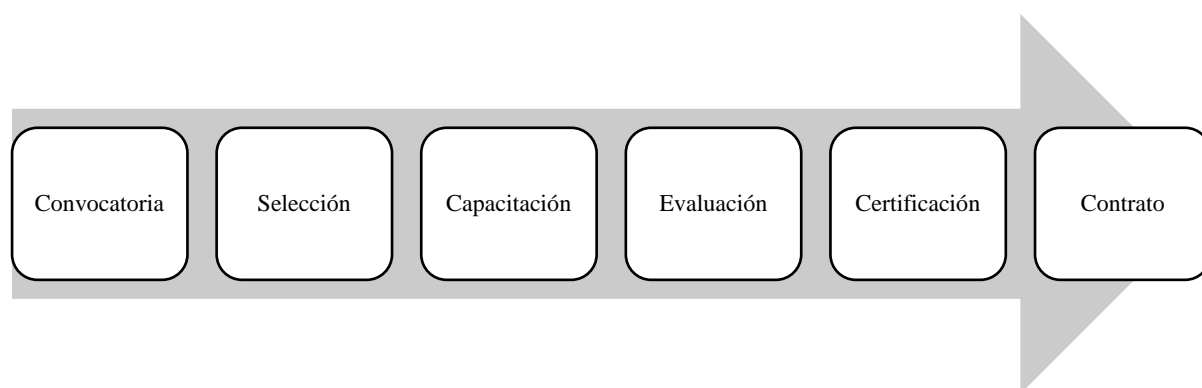 Convocatoria
Selección
Capacitación
Evaluación
Certificación
Contrato